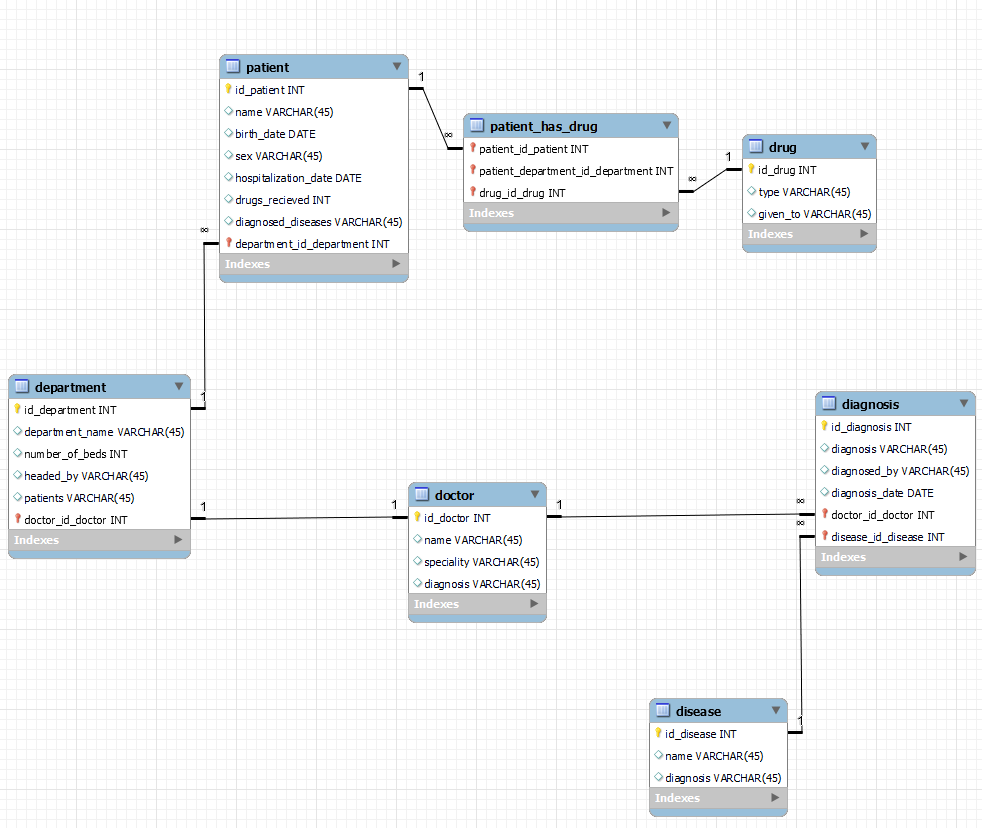 patient
id_patient INT
name VARCHAR(45)
birth_date DATE
sex VARCHAR(45)
hospitalization_date DATE
drugs_recieved INT
diagnosed_diseases VARCHAR(45)
department_id_department INT
Indexes
1
∞
patient_has_drug
patient_id_patient INT
patient_department_id_department INT
drug_id_drug INT
Indexes
∞
1
drug
id_drug INT
type VARCHAR(45)
given_to VARCHAR(45)
Indexes
∞
1
department
id_department INT
department_name VARCHAR(45)
number_of_beds INT
headed_by VARCHAR(45)
patients VARCHAR(45)
doctor_id_doctor INT
Indexes
1
1
doctor
id_doctor INT
name VARCHAR(45)
speciality VARCHAR(45)
diagnosis VARCHAR(45)
Indexes
1
∞
∞
diagnosis
id_diagnosis INT
diagnosis VARCHAR(45)
diagnosed_by VARCHAR(45)
diagnosis_date DATE
doctor_id_doctor INT
disease_id_disease INT
Indexes
1
disease
id_disease INT
name VARCHAR(45)
diagnosis VARCHAR(45)
Indexes